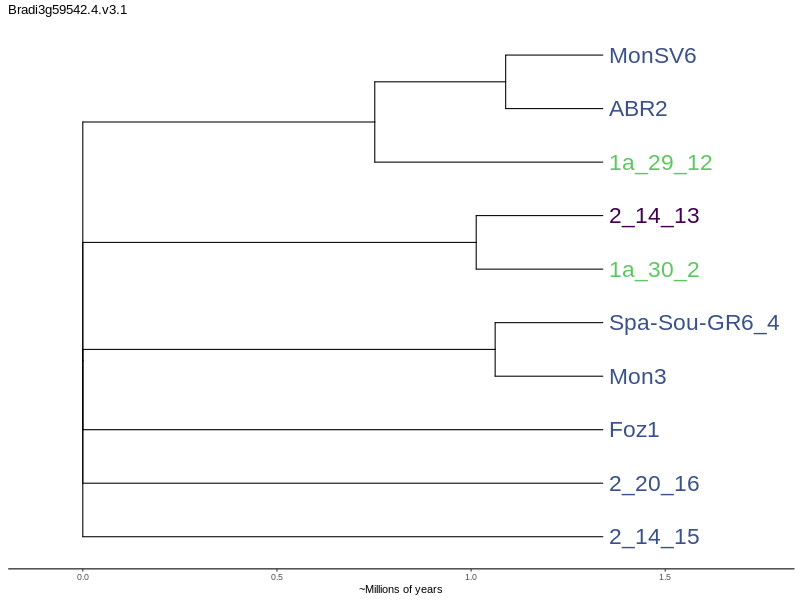 Bradi3g59542.4.v3.1
MonSV6
ABR2
1a_29_12
2_14_13
1a_30_2
Spa-Sou-GR6_4
Mon3
Foz1
2_20_16
2_14_15
0.0 0.5 1.0 1.5
~Millions of years